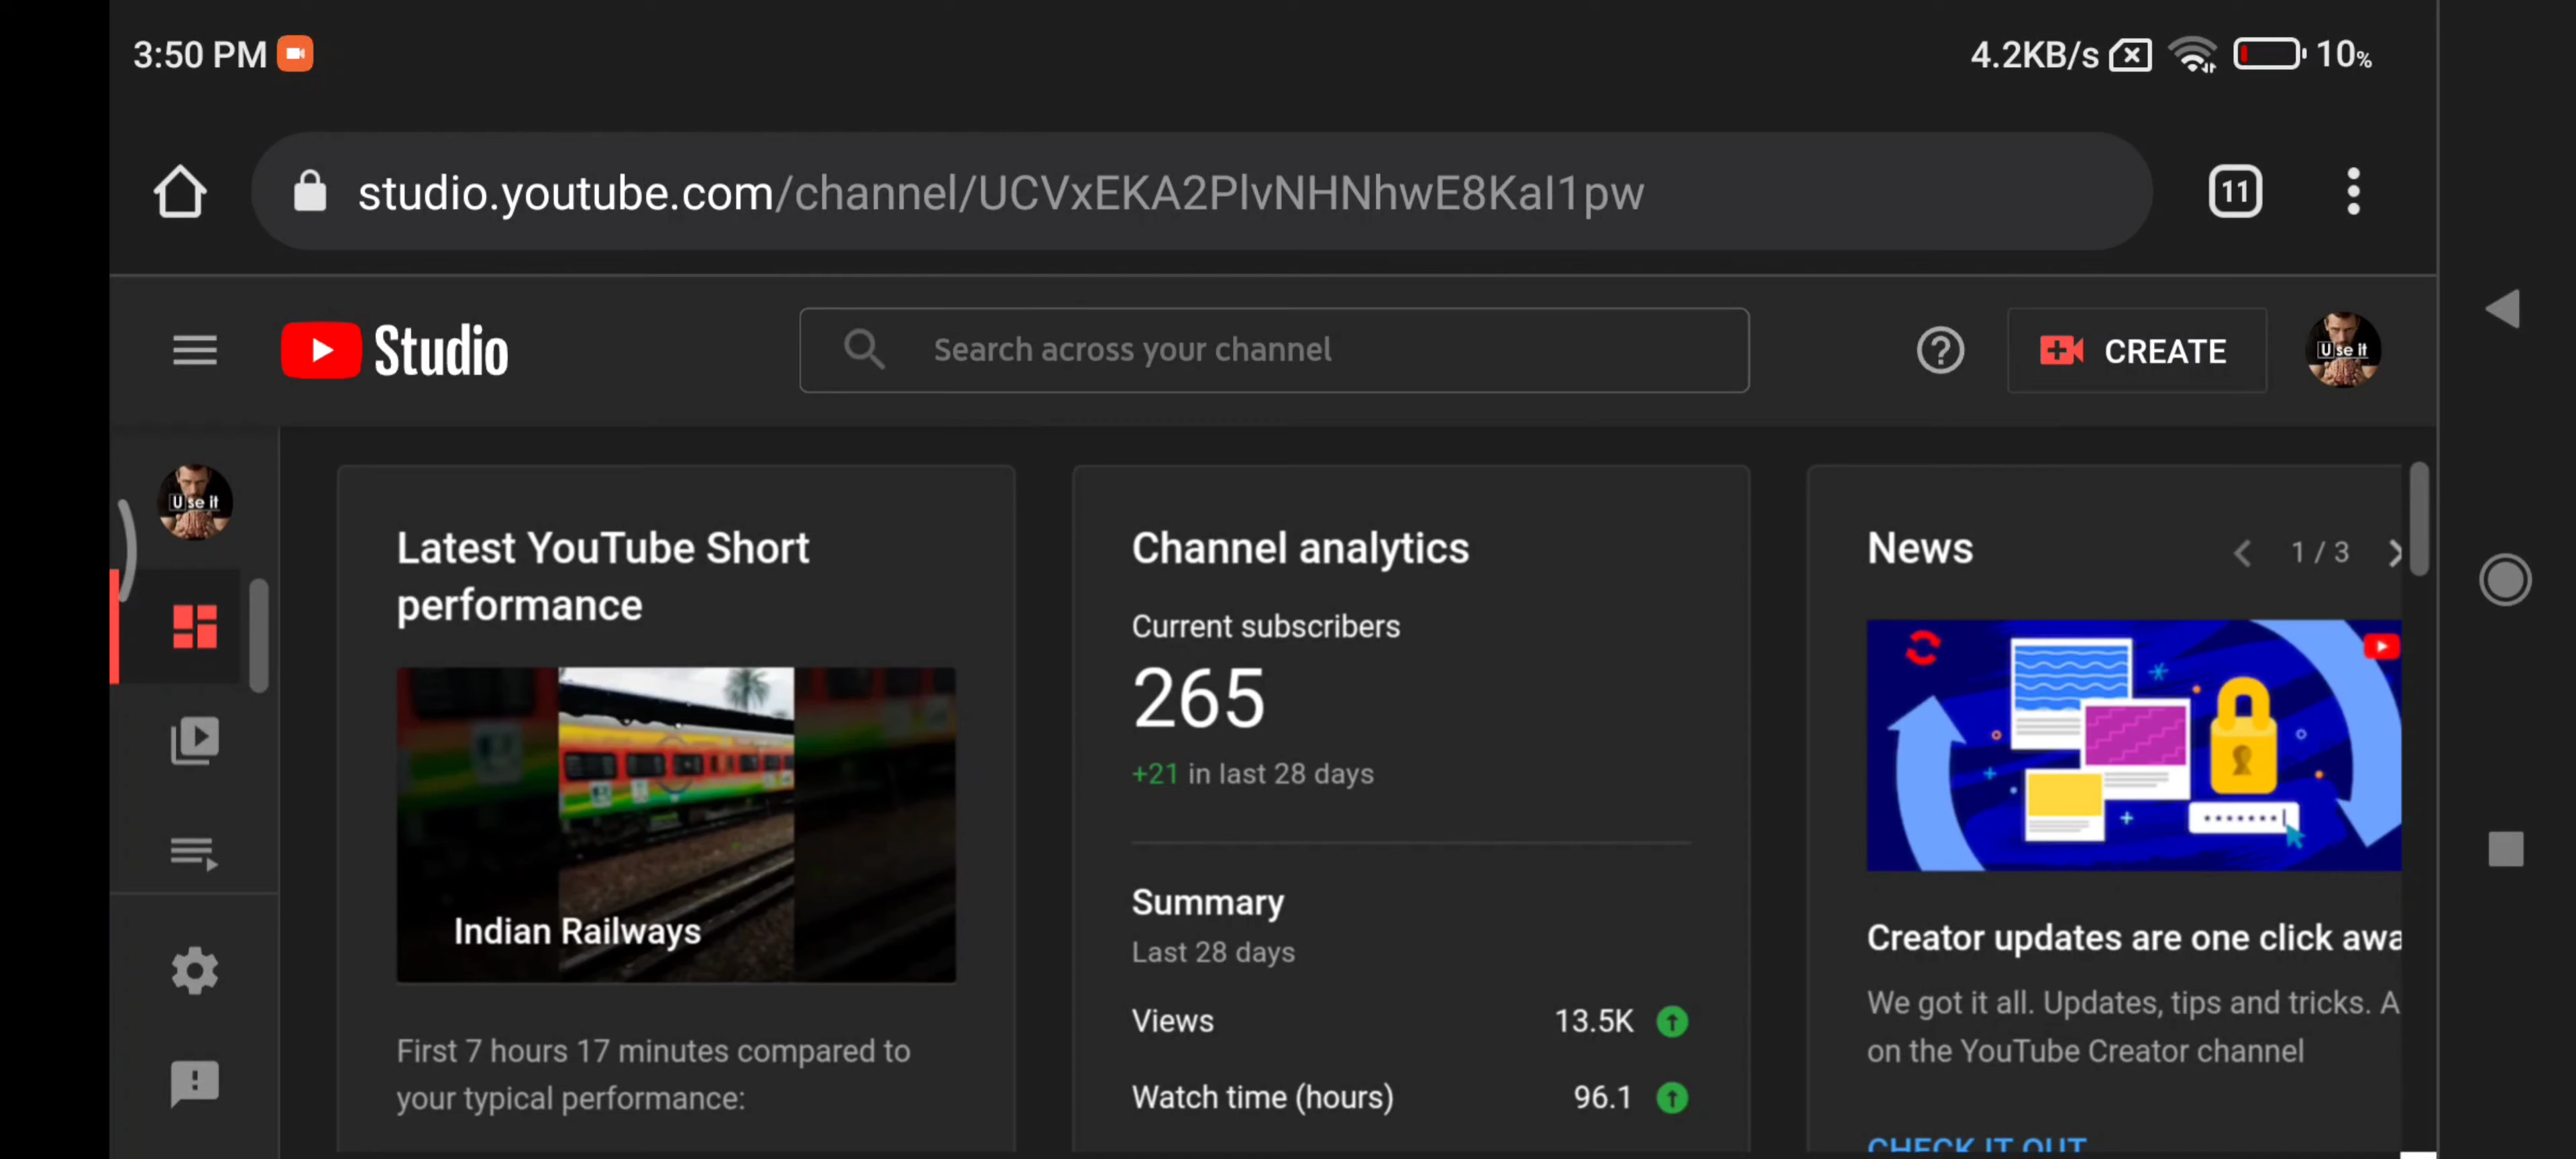 3:50 PM
4.2KB/s
10%
studio.youtube.com/channel/UCVxEKA2PlvNHNhwE8KaI1pw
11
Studio
Search across your channel
CREATE
Use it
Use it
Latest YouTube Short
performance
Indian Railways
First 7 hours 17 minutes compared to
your typical performance:
Channel analytics
Current subscribers
265
+21 in last 28 days
Summary
Last 28 days
Views 13.5K
Watch time (hours) 96.1
News
1 / 3
Creator updates are one click awa
We got it all. Updates, tips and tricks. A
on the YouTube Creator channel
CHECK IT OUT